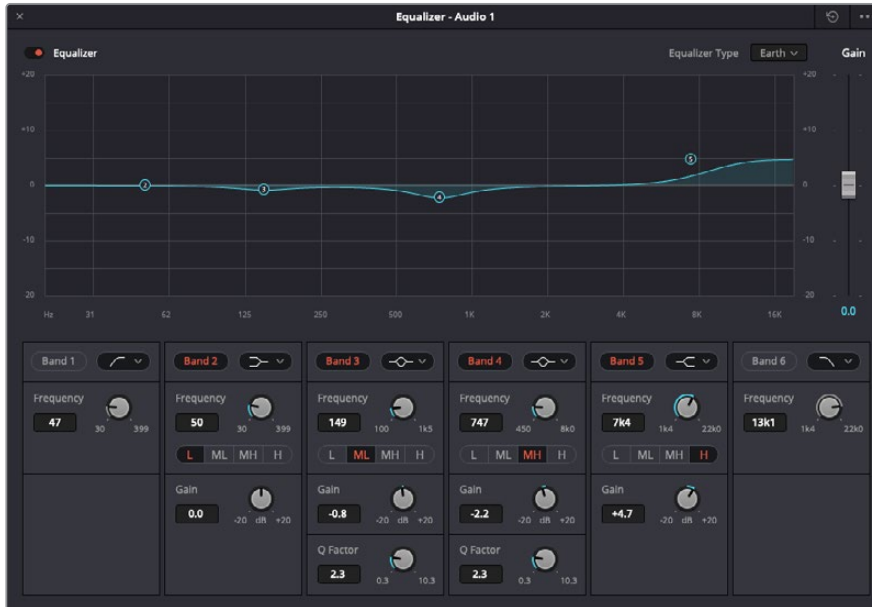 Equalizer - Audio 1
Equalizer
Equalizer Type Earth Gain
+20 +20
+10 +10
0 0
-10 -10
20 20
Hz 31 62 125 250 500 1K 2K 4K 8K 16K 0.0
2 3 4 5
Band 1 Band 2 Band 3 Band 4 Band 5 Band 6
Frequency Frequency Frequency Frequency Frequency Frequency
47 30 399 50 30 399 149 100 1k5 747 450 8k0 7k4 1k4 22k0 13k1 1k4 22k0
L ML MH H L ML MH H L ML MH H L ML MH H
Gain Gain Gain Gain
0.0 -20 dB +20 -0.8 -20 dB +20 -2.2 -20 dB +20 +4.7 -20 dB +20
Q Factor Q Factor
2.3 0.3 10.3 2.3 0.3 10.3